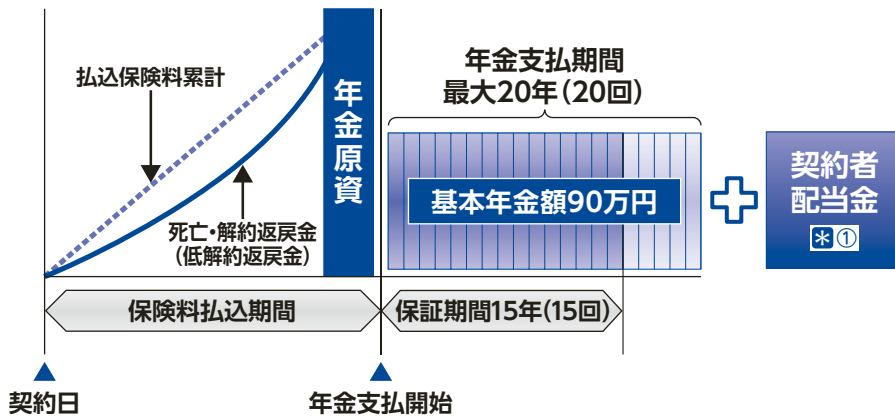 払込保険料累計
死亡・解約返戻金
(低解約返戻金)
年金原資
年金支払期間
最大20年(20回)
基本年金額90万円
契約者
配当金
*①
保険料払込期間
保証期間15年(15回)
契約日
年金支払開始